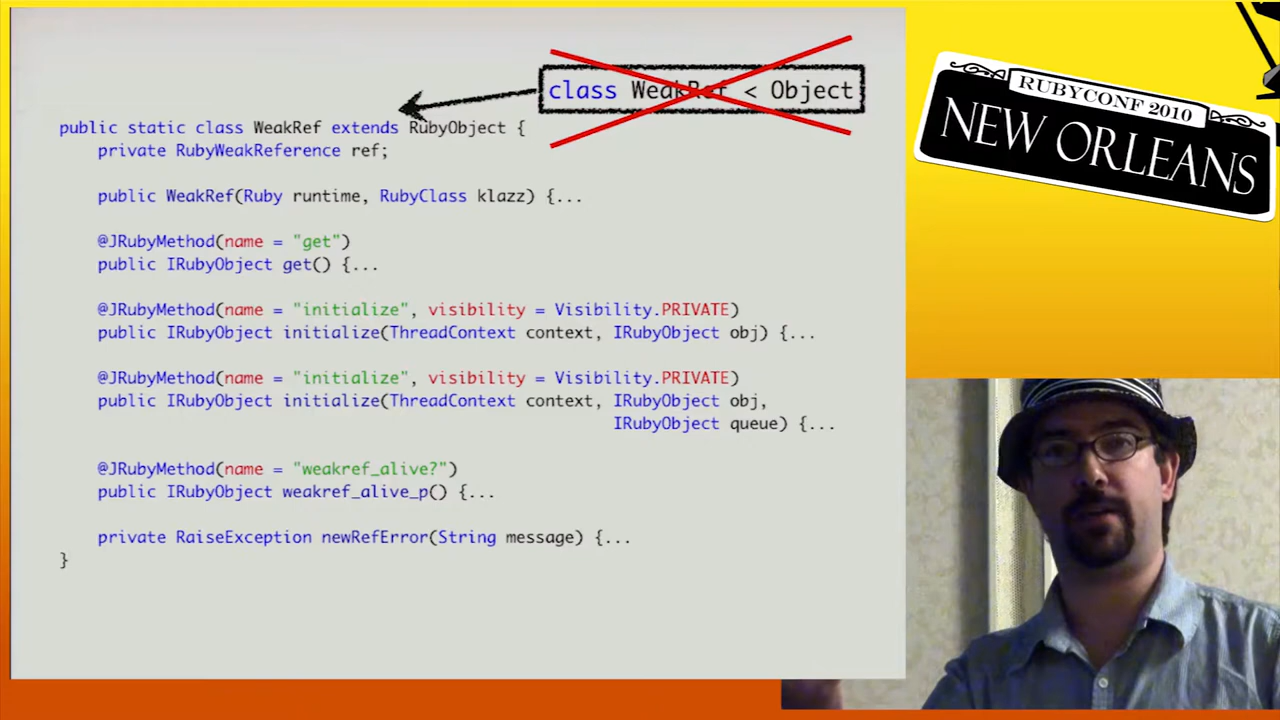 class WeakRef < Object
public static class WeakRef extends RubyObject {
private RubyWeakReference ref;
public WeakRef(Ruby runtime, RubyClass klazz) {...
@JRubyMethod(name = "get")
public IRubyObject get() {...
@JRubyMethod(name = "initialize", visibility = Visibility.PRIVATE)
public IRubyObject initialize(ThreadContext context, IRubyObject obj) {...
@JRubyMethod(name = "initialize", visibility = Visibility.PRIVATE)
public IRubyObject initialize(ThreadContext context, IRubyObject obj,
IRubyObject queue) {...
@JRubyMethod(name = "weakref_alive?")
public IRubyObject weakref_alive_p() {...
private RaiseException newRefError(String message) {...
}
RUBYCONF 2010
NEW ORLEANS